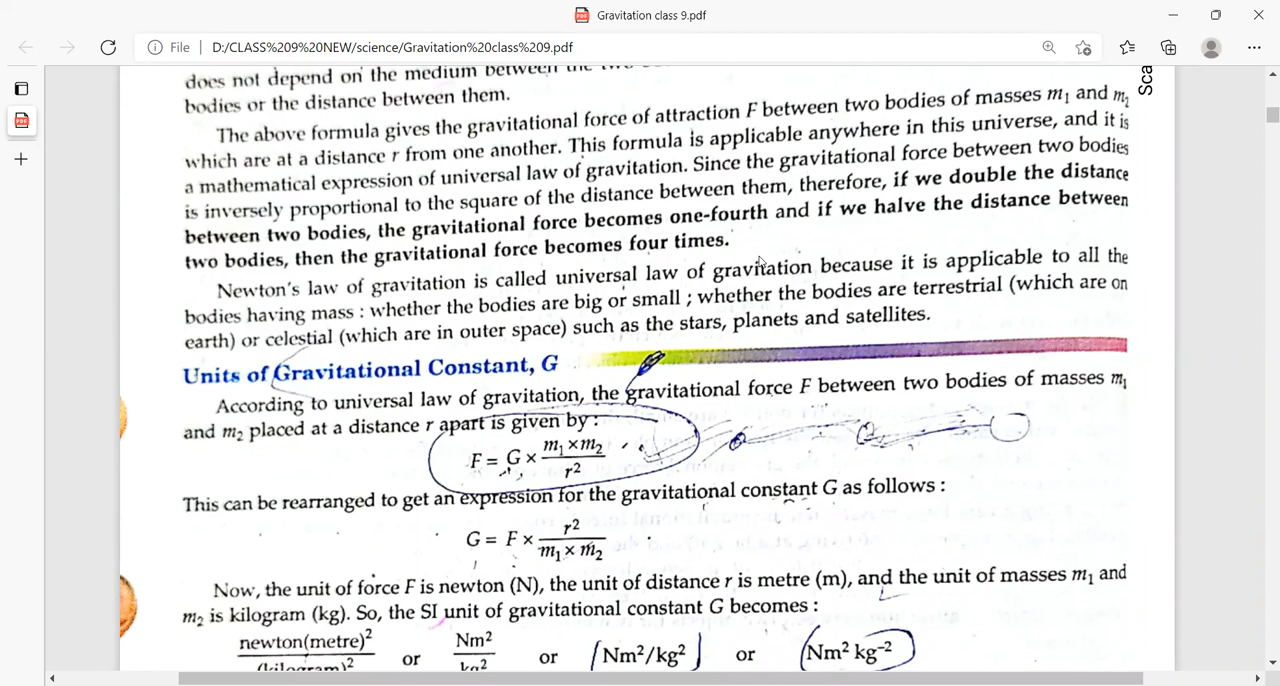 Gravitation class 9.pdf
File | D:/CLASS%209%20NEW/science/Gravitation%20class%209.pdf
does not depend on the medium between the two
bodies or the distance between them.
The above formula gives the gravitational force of attraction F between two bodies of masses m₁ and m₂
which are at a distance r from one another. This formula is applicable anywhere in this universe, and it is
a mathematical expression of universal law of gravitation. Since the gravitational force between two bodies
is inversely proportional to the square of the distance between them, therefore, if we double the distance
between two bodies, the gravitational force becomes one-fourth and if we halve the distance between
two bodies, then the gravitational force becomes four times.
Newton's law of gravitation is called universal law of gravitation because it is applicable to all the
bodies having mass : whether the bodies are big or small ; whether the bodies are terrestrial (which are on
earth) or celestial (which are in outer space) such as the stars, planets and satellites.
Units of Gravitational Constant, G
According to universal law of gravitation, the gravitational force F between two bodies of masses m₁
and m₂ placed at a distance r apart is given by :
F = G × m₁×m₂ / r²
This can be rearranged to get an expression for the gravitational constant G as follows :
G = F × r² / m₁ × m₂
Now, the unit of force F is newton (N), the unit of distance r is metre (m), and the unit of masses m₁ and
m₂ is kilogram (kg). So, the SI unit of gravitational constant G becomes :
newton(metre)² / (kilogram)² or Nm² / kg² or Nm²/kg² or Nm² kg⁻²
Sca